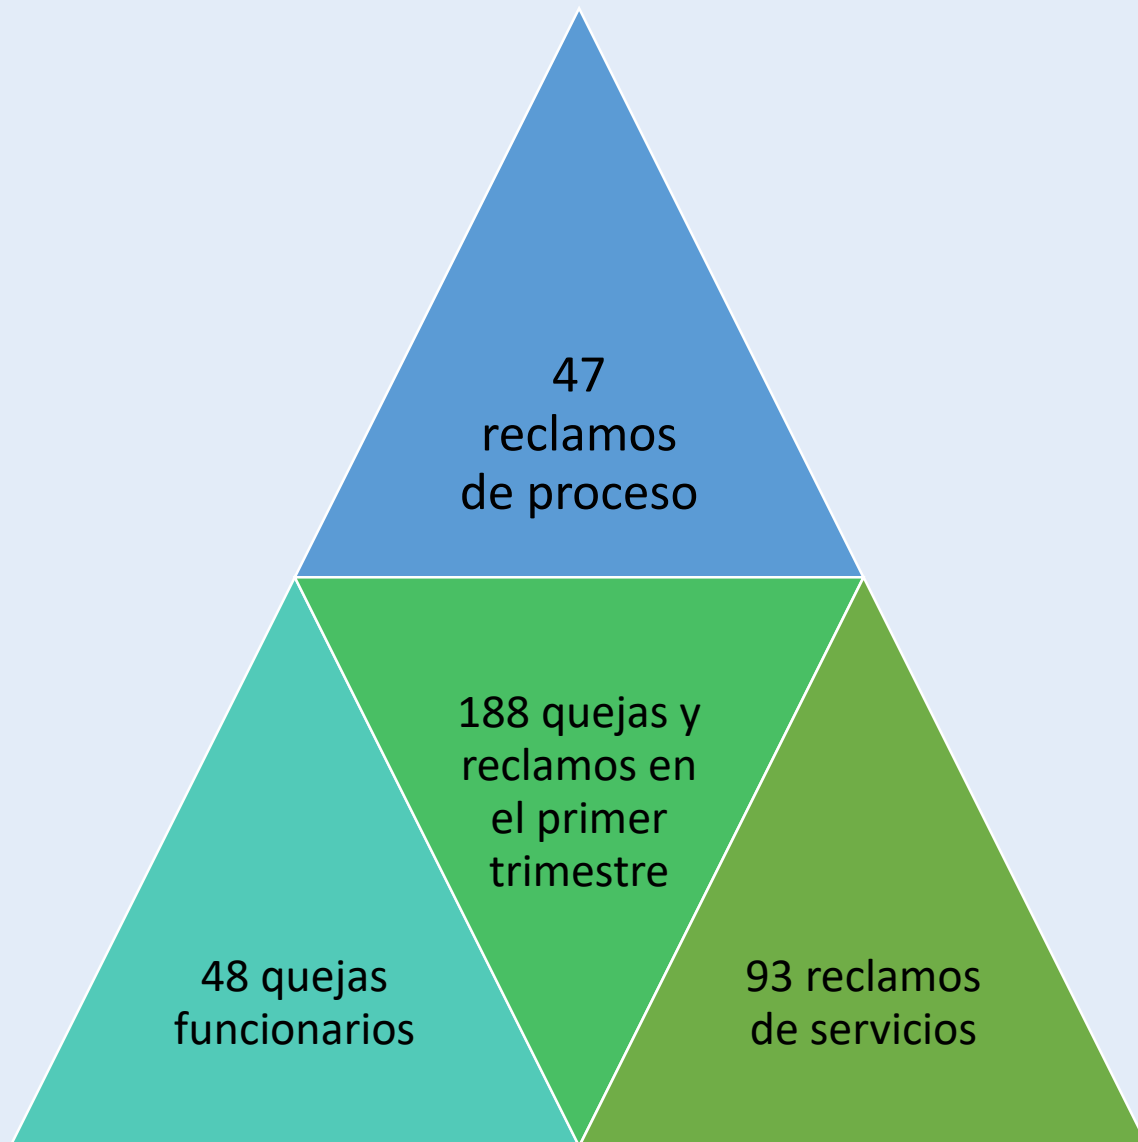 47
reclamos
de proceso
188 quejas y
reclamos en
el primer
trimestre
48 quejas
funcionarios
93 reclamos
de servicios